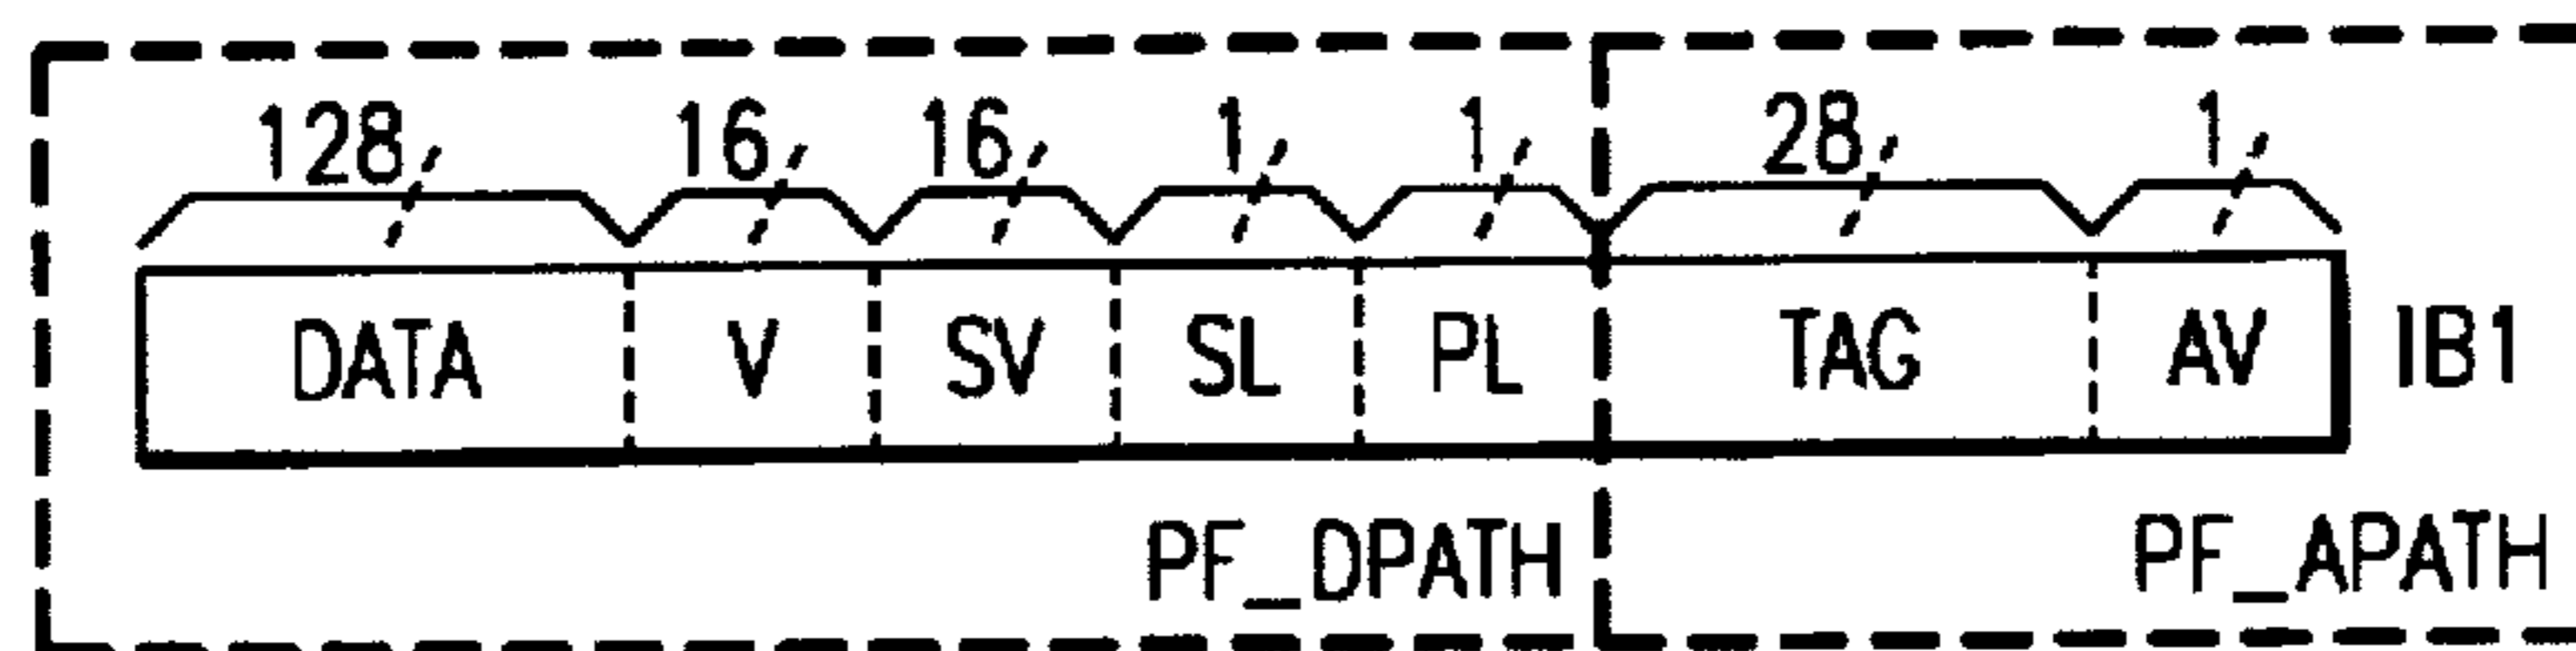 128 16 16 1 1 28 1
DATA V SV SL PL TAG AV IB1
PF_DPATH PF_APATH